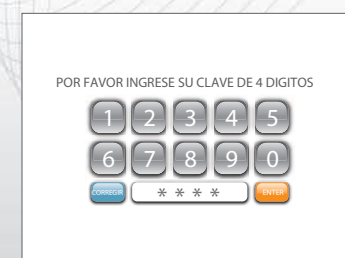 POR FAVOR INGRESE SU CLAVE DE 4 DIGITOS
1 2 3 4 5
6 7 8 9 0
CORREGIR * * * * ENTER